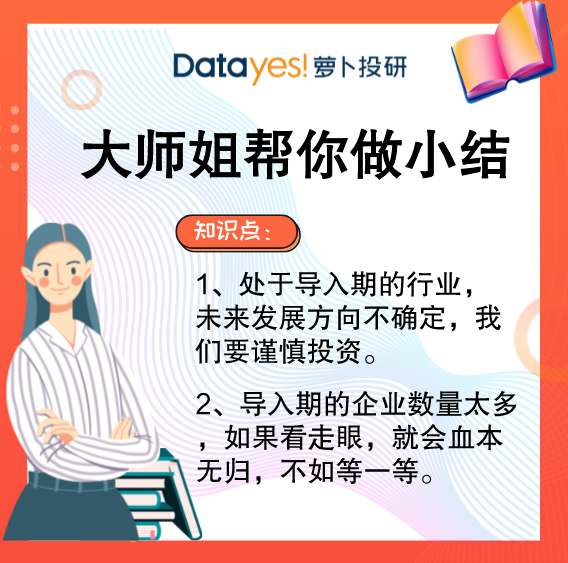 Datayes! 萝卜投研
大师姐帮你做小结
知识点：
1、处于导入期的行业，
未来发展方向不确定，我
们要谨慎投资。
2、导入期的企业数量太多
，如果看走眼，就会血本
无归，不如等一等。